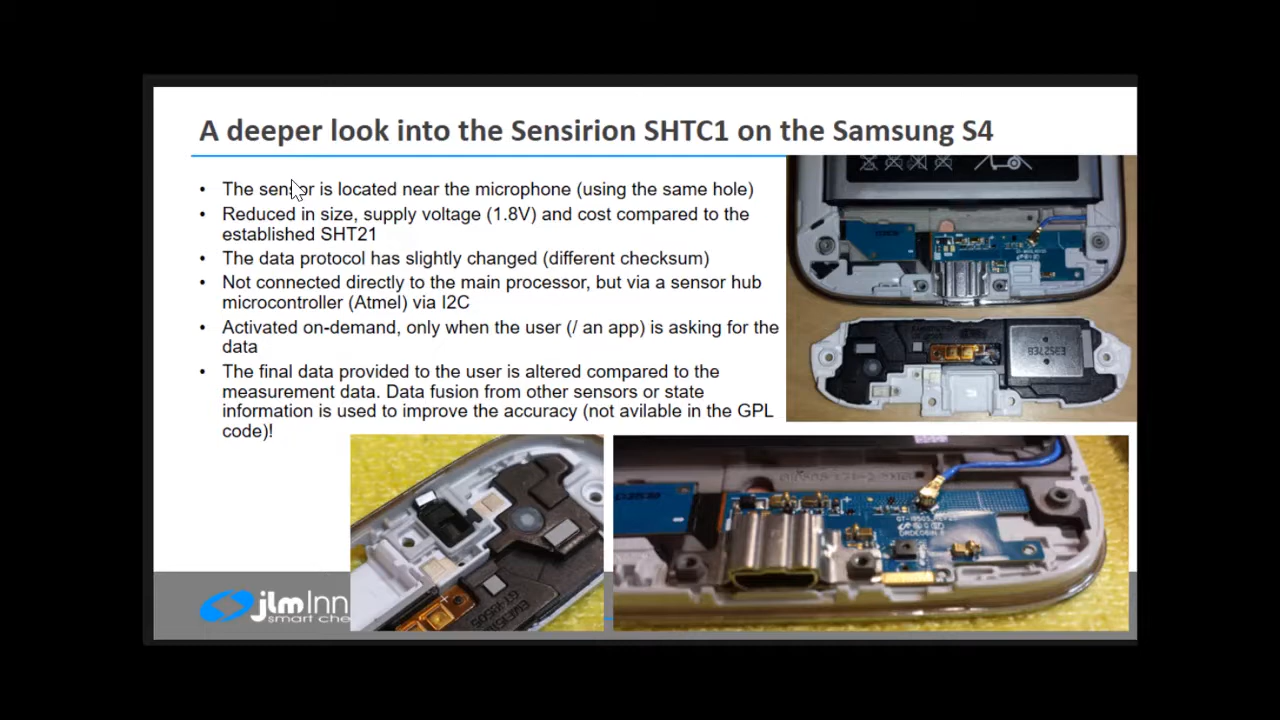 A deeper look into the Sensirion SHTC1 on the Samsung S4
• The sensor is located near the microphone (using the same hole)
• Reduced in size, supply voltage (1.8V) and cost compared to the
established SHT21
• The data protocol has slightly changed (different checksum)
• Not connected directly to the main processor, but via a sensor hub
microcontroller (Atmel) via I2C
• Activated on-demand, only when the user (/ an app) is asking for the
data
• The final data provided to the user is altered compared to the
measurement data. Data fusion from other sensors or state
information is used to improve the accuracy (not avilable in the GPL
code)!
jlmInn
smart che